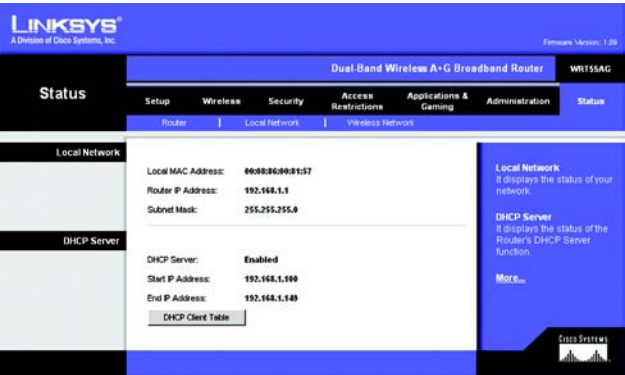 LINKSYS®
A Division of Cisco Systems, Inc.
Firmware Version: 1.09
Dual-Band Wireless A+G Broadband Router WRT55AG
Status
Setup Wireless Security Access Restrictions Applications & Gaming Administration Status
Router | Local Network | Wireless Network
Local Network
Local MAC Address: 00:08:86:00:81:57
Router IP Address: 192.168.1.1
Subnet Mask: 255.255.255.0
DHCP Server
DHCP Server: Enabled
Start IP Address: 192.168.1.100
End IP Address: 192.168.1.149
DHCP Client Table
Local Network
It displays the status of your
network.
DHCP Server
It displays the status of the
Router's DHCP Server
function.
More...
CISCO SYSTEMS